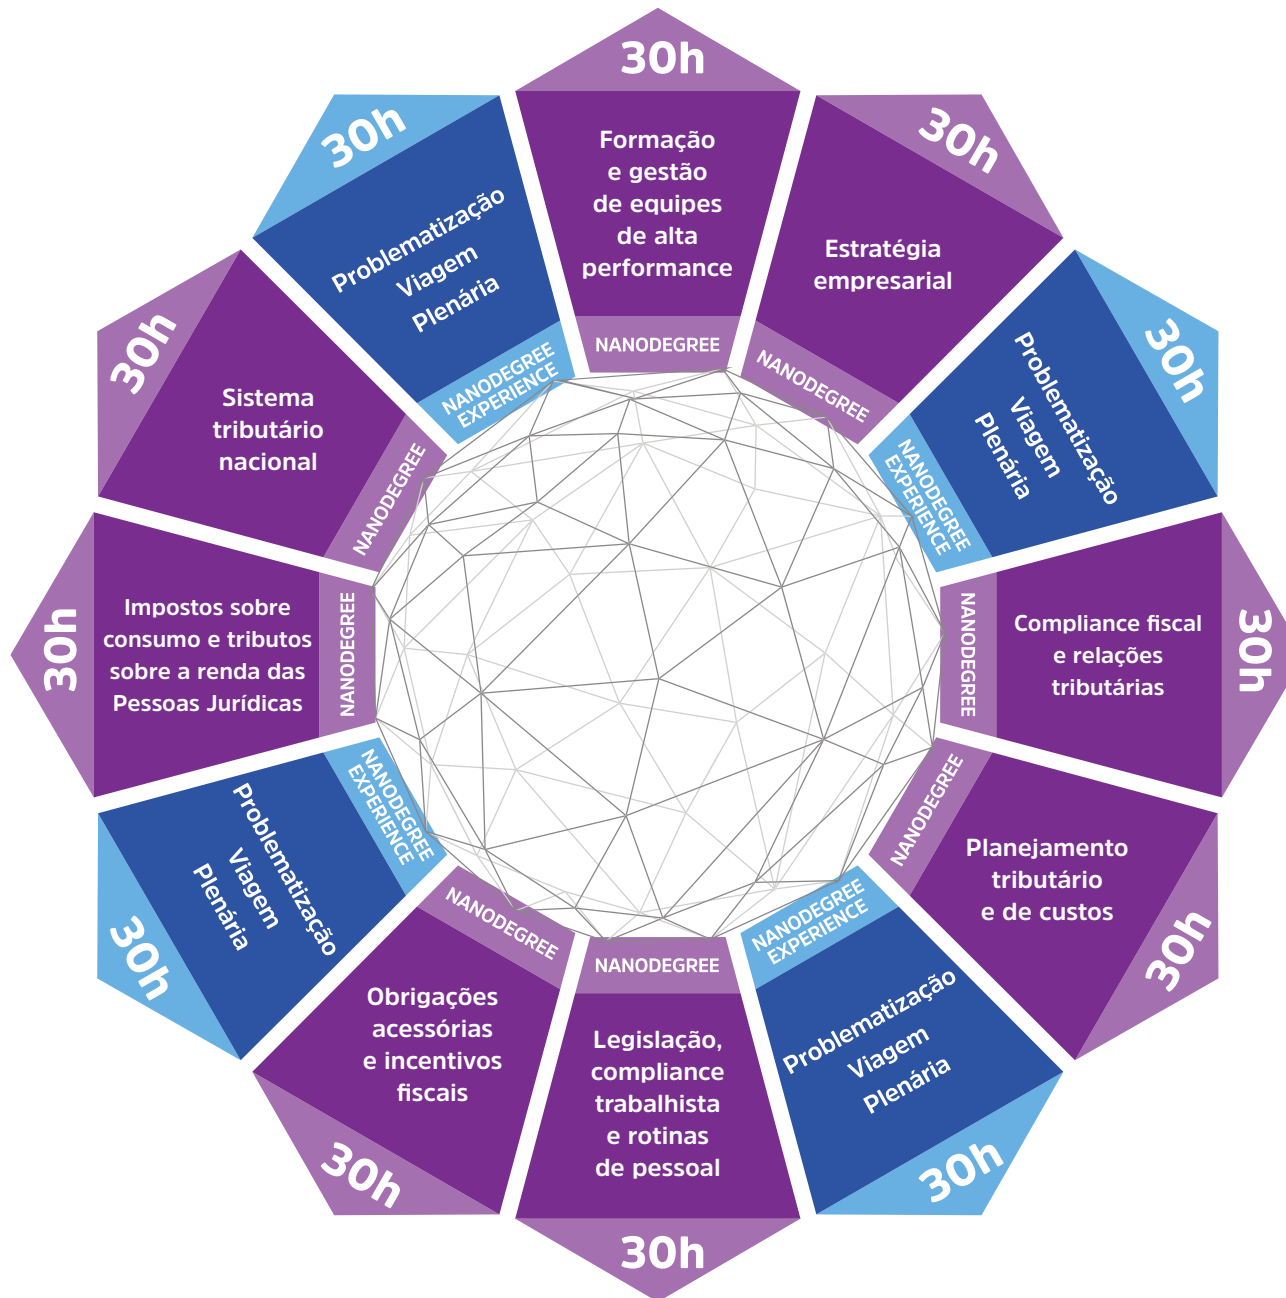 30h
Formação
e gestão
de equipes
de alta
performance
NANODEGREE
30h
Estratégia
empresarial
NANODEGREE
30h
Problematização
Viagem
Plenária
NANODEGREE
EXPERIENCE
30h
Compliance fiscal
e relações
tributárias
NANODEGREE
30h
Planejamento
tributário
e de custos
NANODEGREE
30h
Problematização
Viagem
Plenária
NANODEGREE
EXPERIENCE
30h
Legislação,
compliance
trabalhista
e rotinas
de pessoal
NANODEGREE
30h
Obrigações
acessórias
e incentivos
fiscais
NANODEGREE
30h
Problematização
Viagem
Plenária
NANODEGREE
EXPERIENCE
30h
Impostos sobre
consumo e tributos
sobre a renda das
Pessoas Jurídicas
NANODEGREE
30h
Sistema
tributário
nacional
NANODEGREE
30h
Problematização
Viagem
Plenária
NANODEGREE
EXPERIENCE